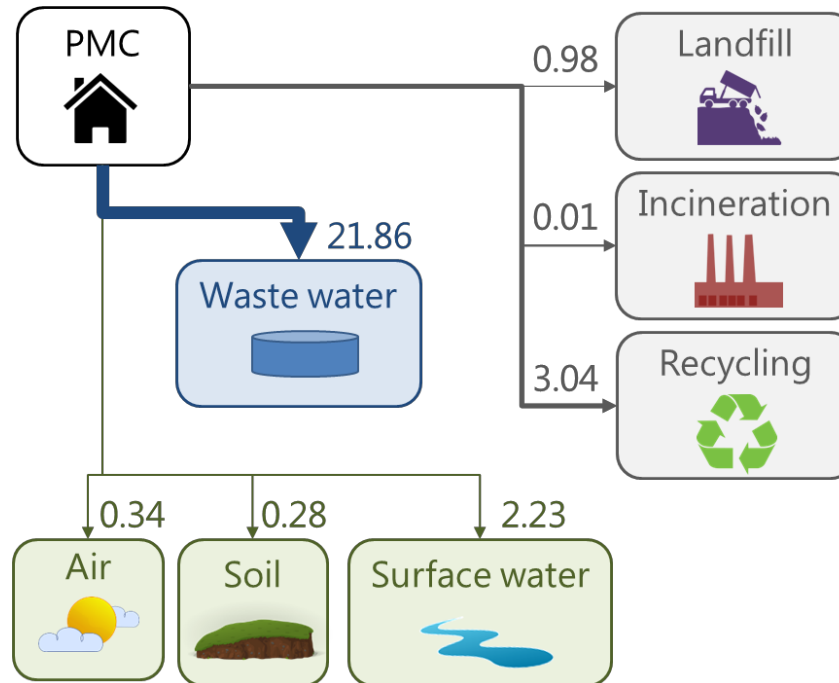 PMC
0.98
Landfill
0.01
Incineration
21.86
Waste water
3.04
Recycling
0.34
0.28
2.23
Air
Soil
Surface water